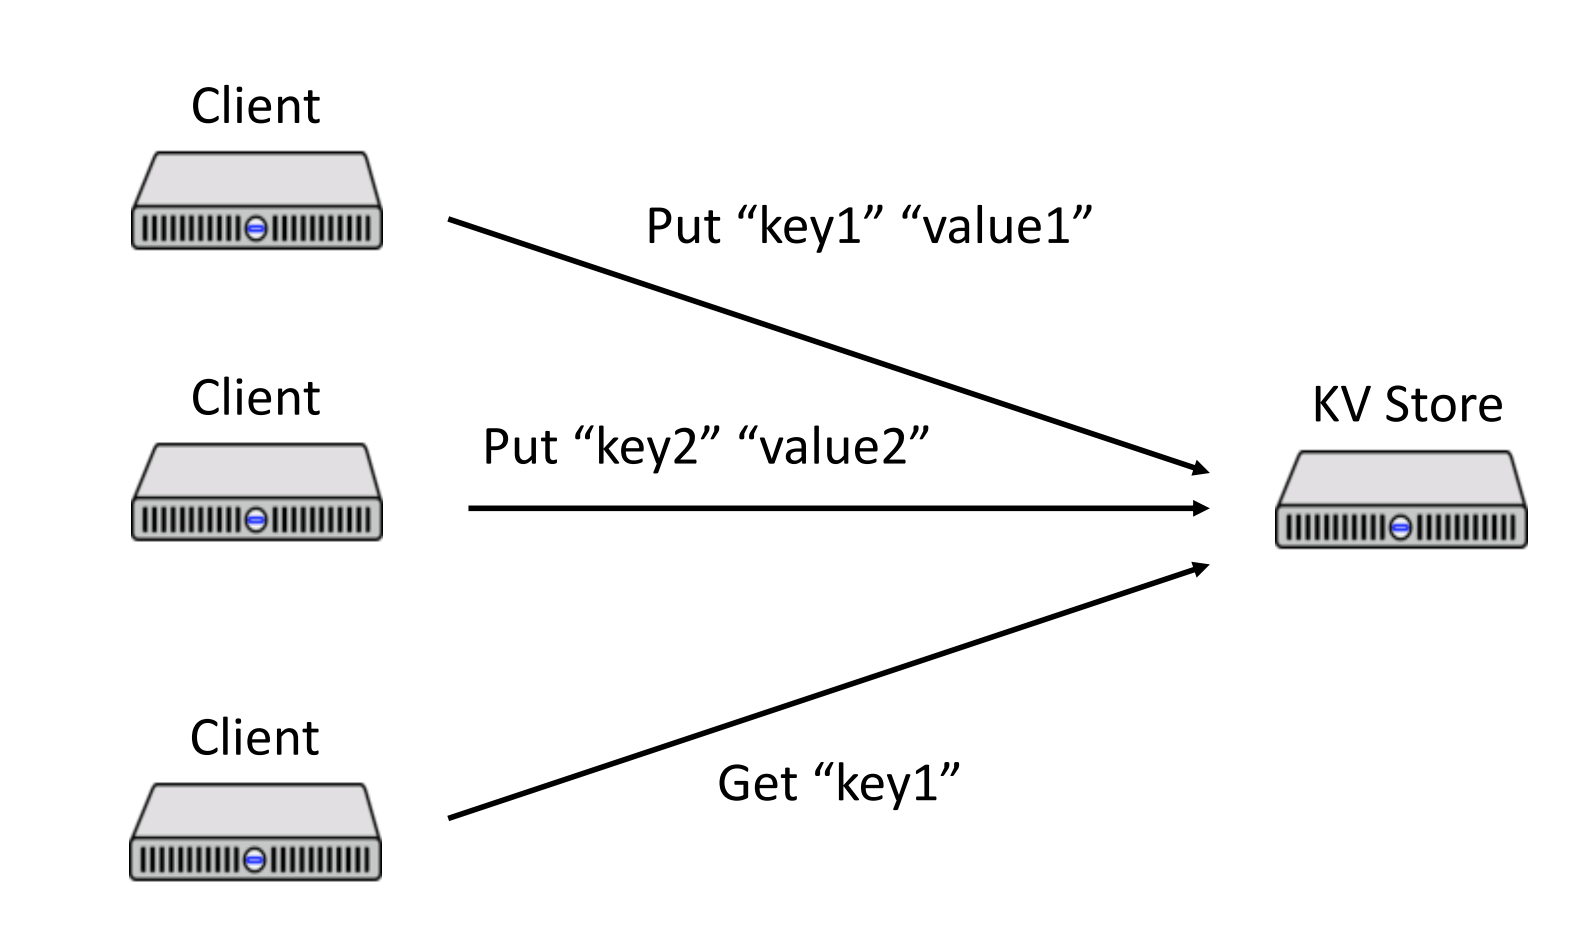 Client
Put “key1” “value1”
Client
KV Store
Put “key2” “value2”
Client
Get “key1”